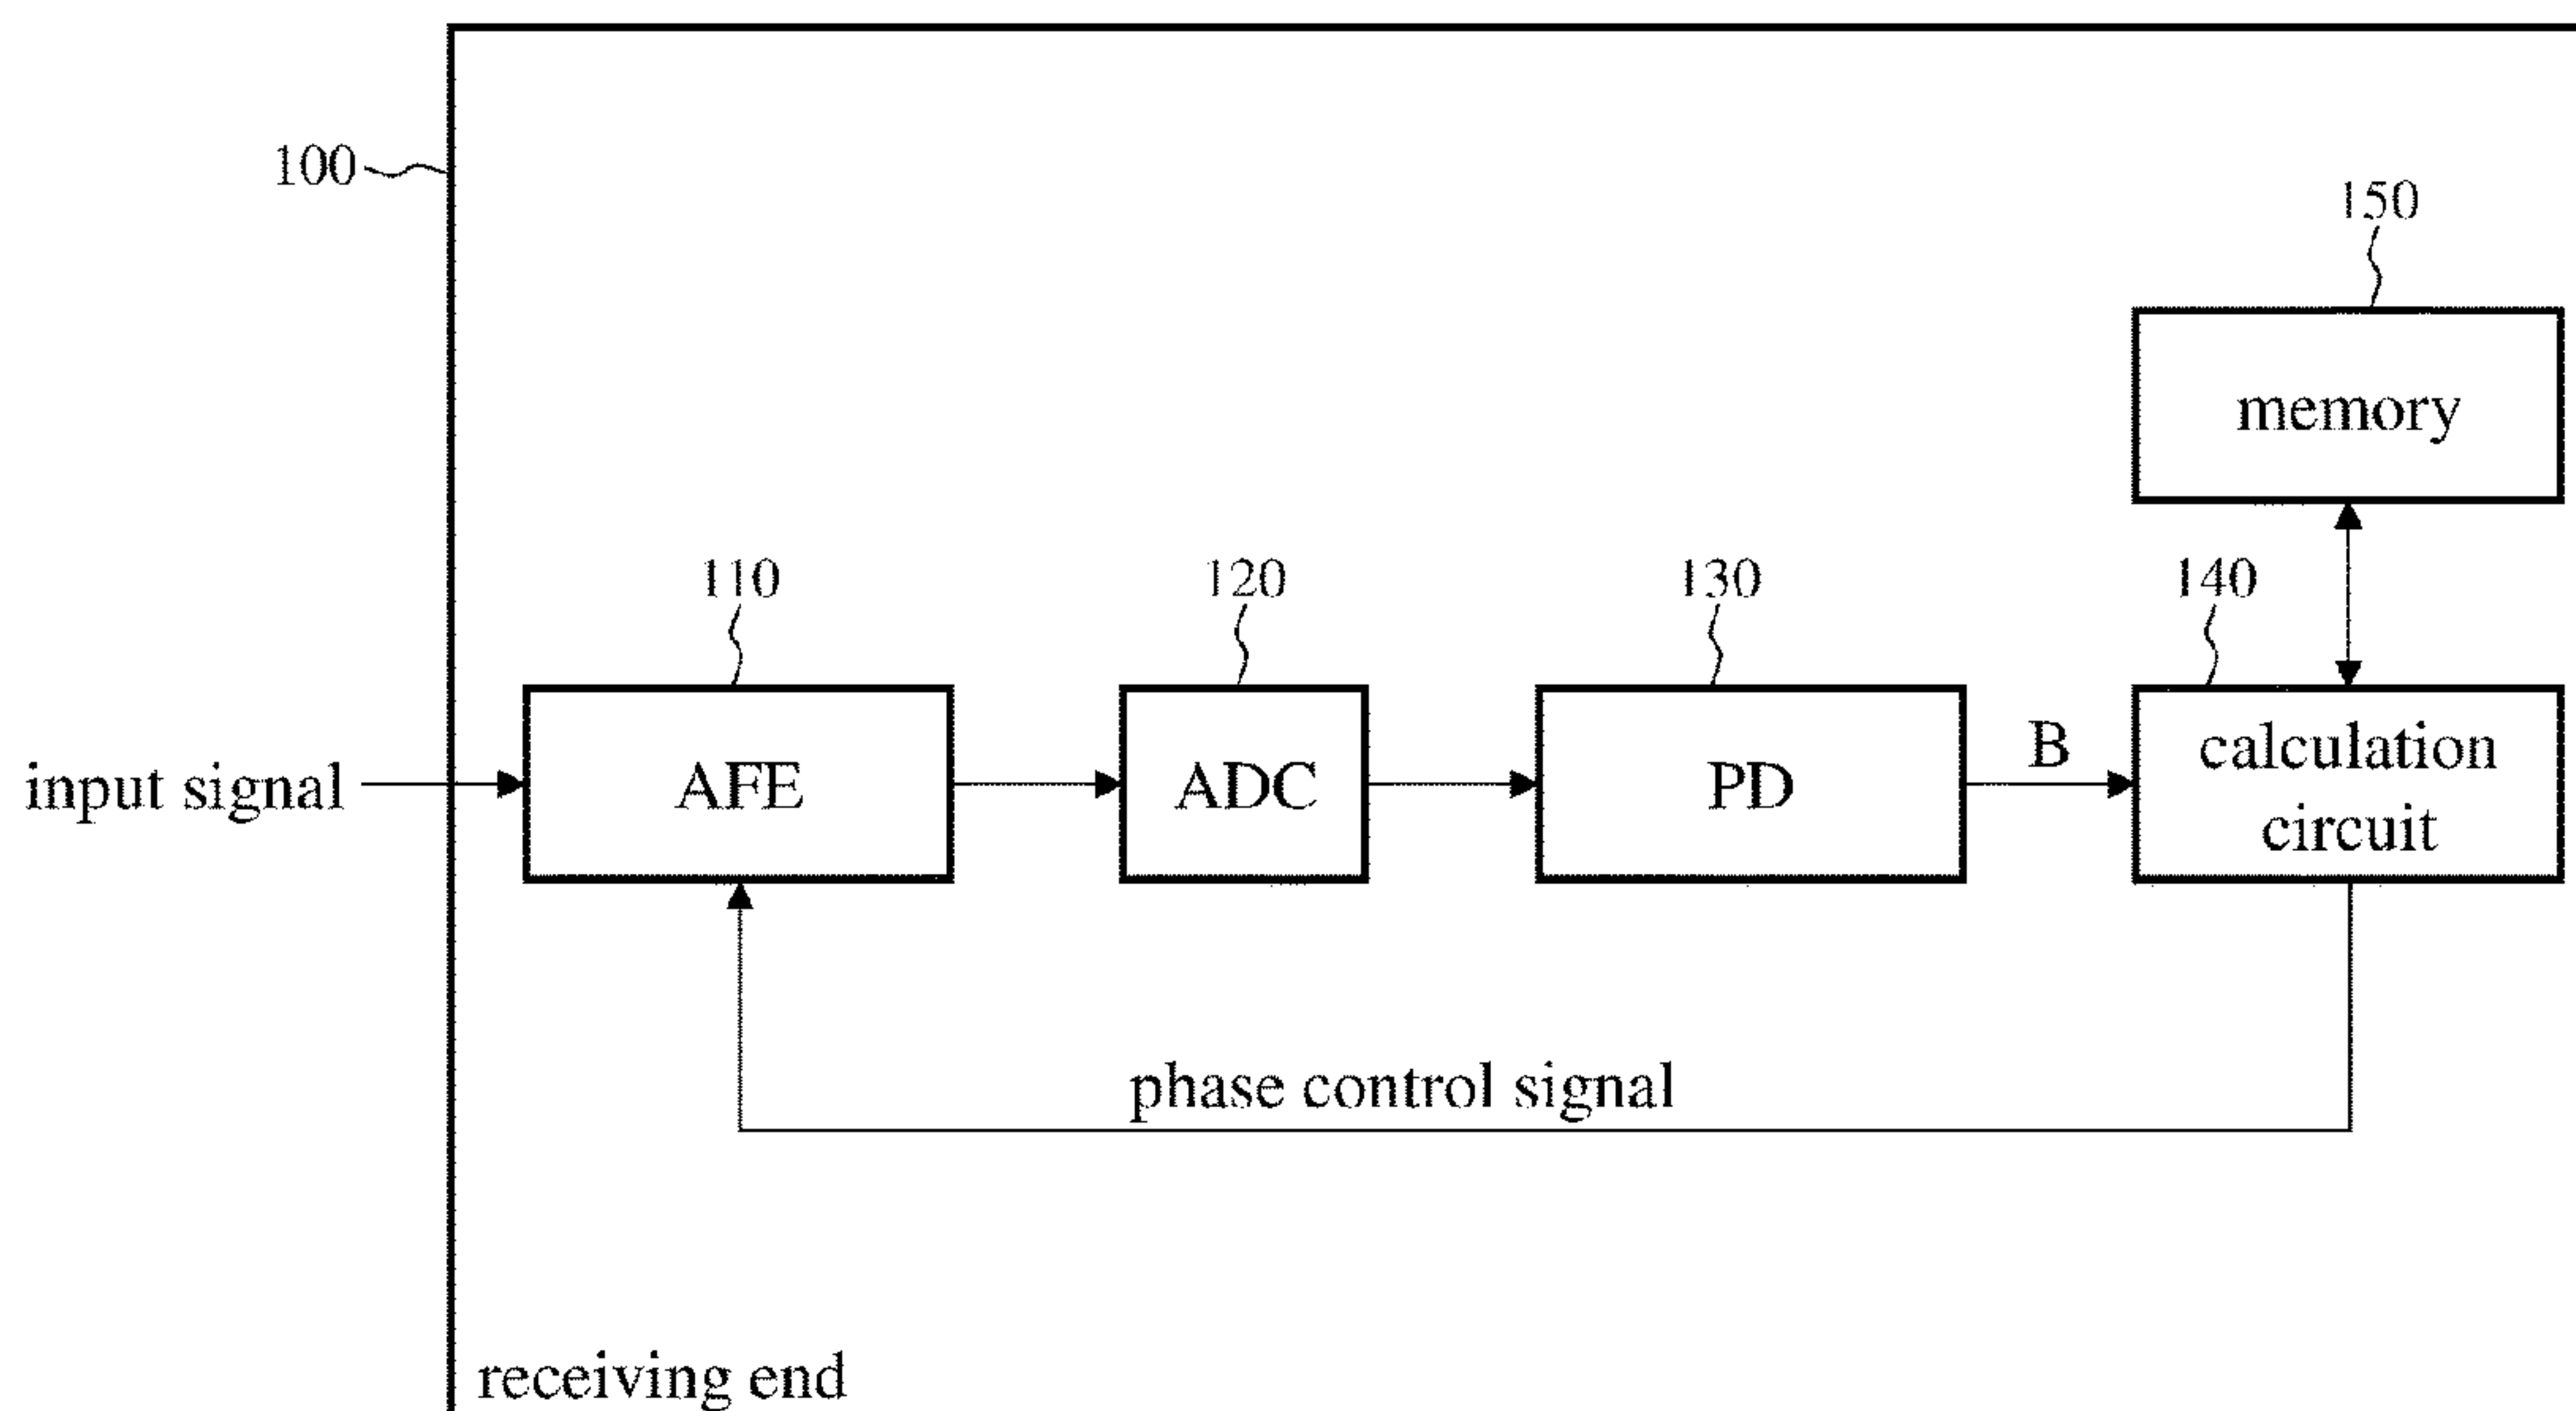 100
150
memory
110
120
130
140
input signal
AFE
ADC
PD
B
calculation
circuit
phase control signal
receiving end